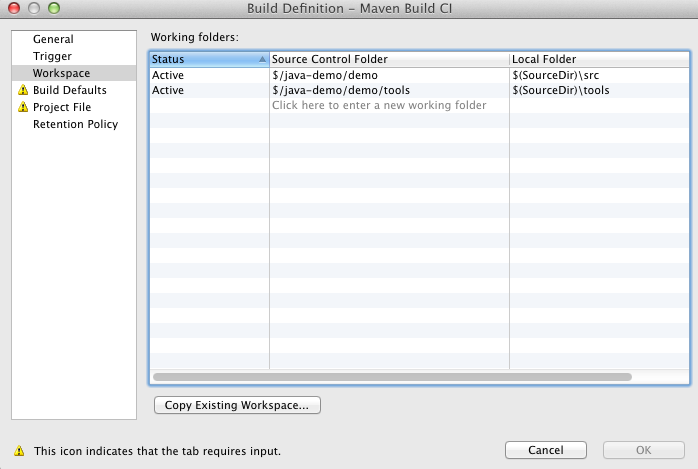 Build Definition – Maven Build CI
General
Trigger
Workspace
Build Defaults
Project File
Retention Policy
Working folders:
Status Source Control Folder Local Folder
Active $/java-demo/demo $(SourceDir)\src
Active $/java-demo/demo/tools $(SourceDir)\tools
Click here to enter a new working folder
Copy Existing Workspace...
This icon indicates that the tab requires input.
Cancel OK